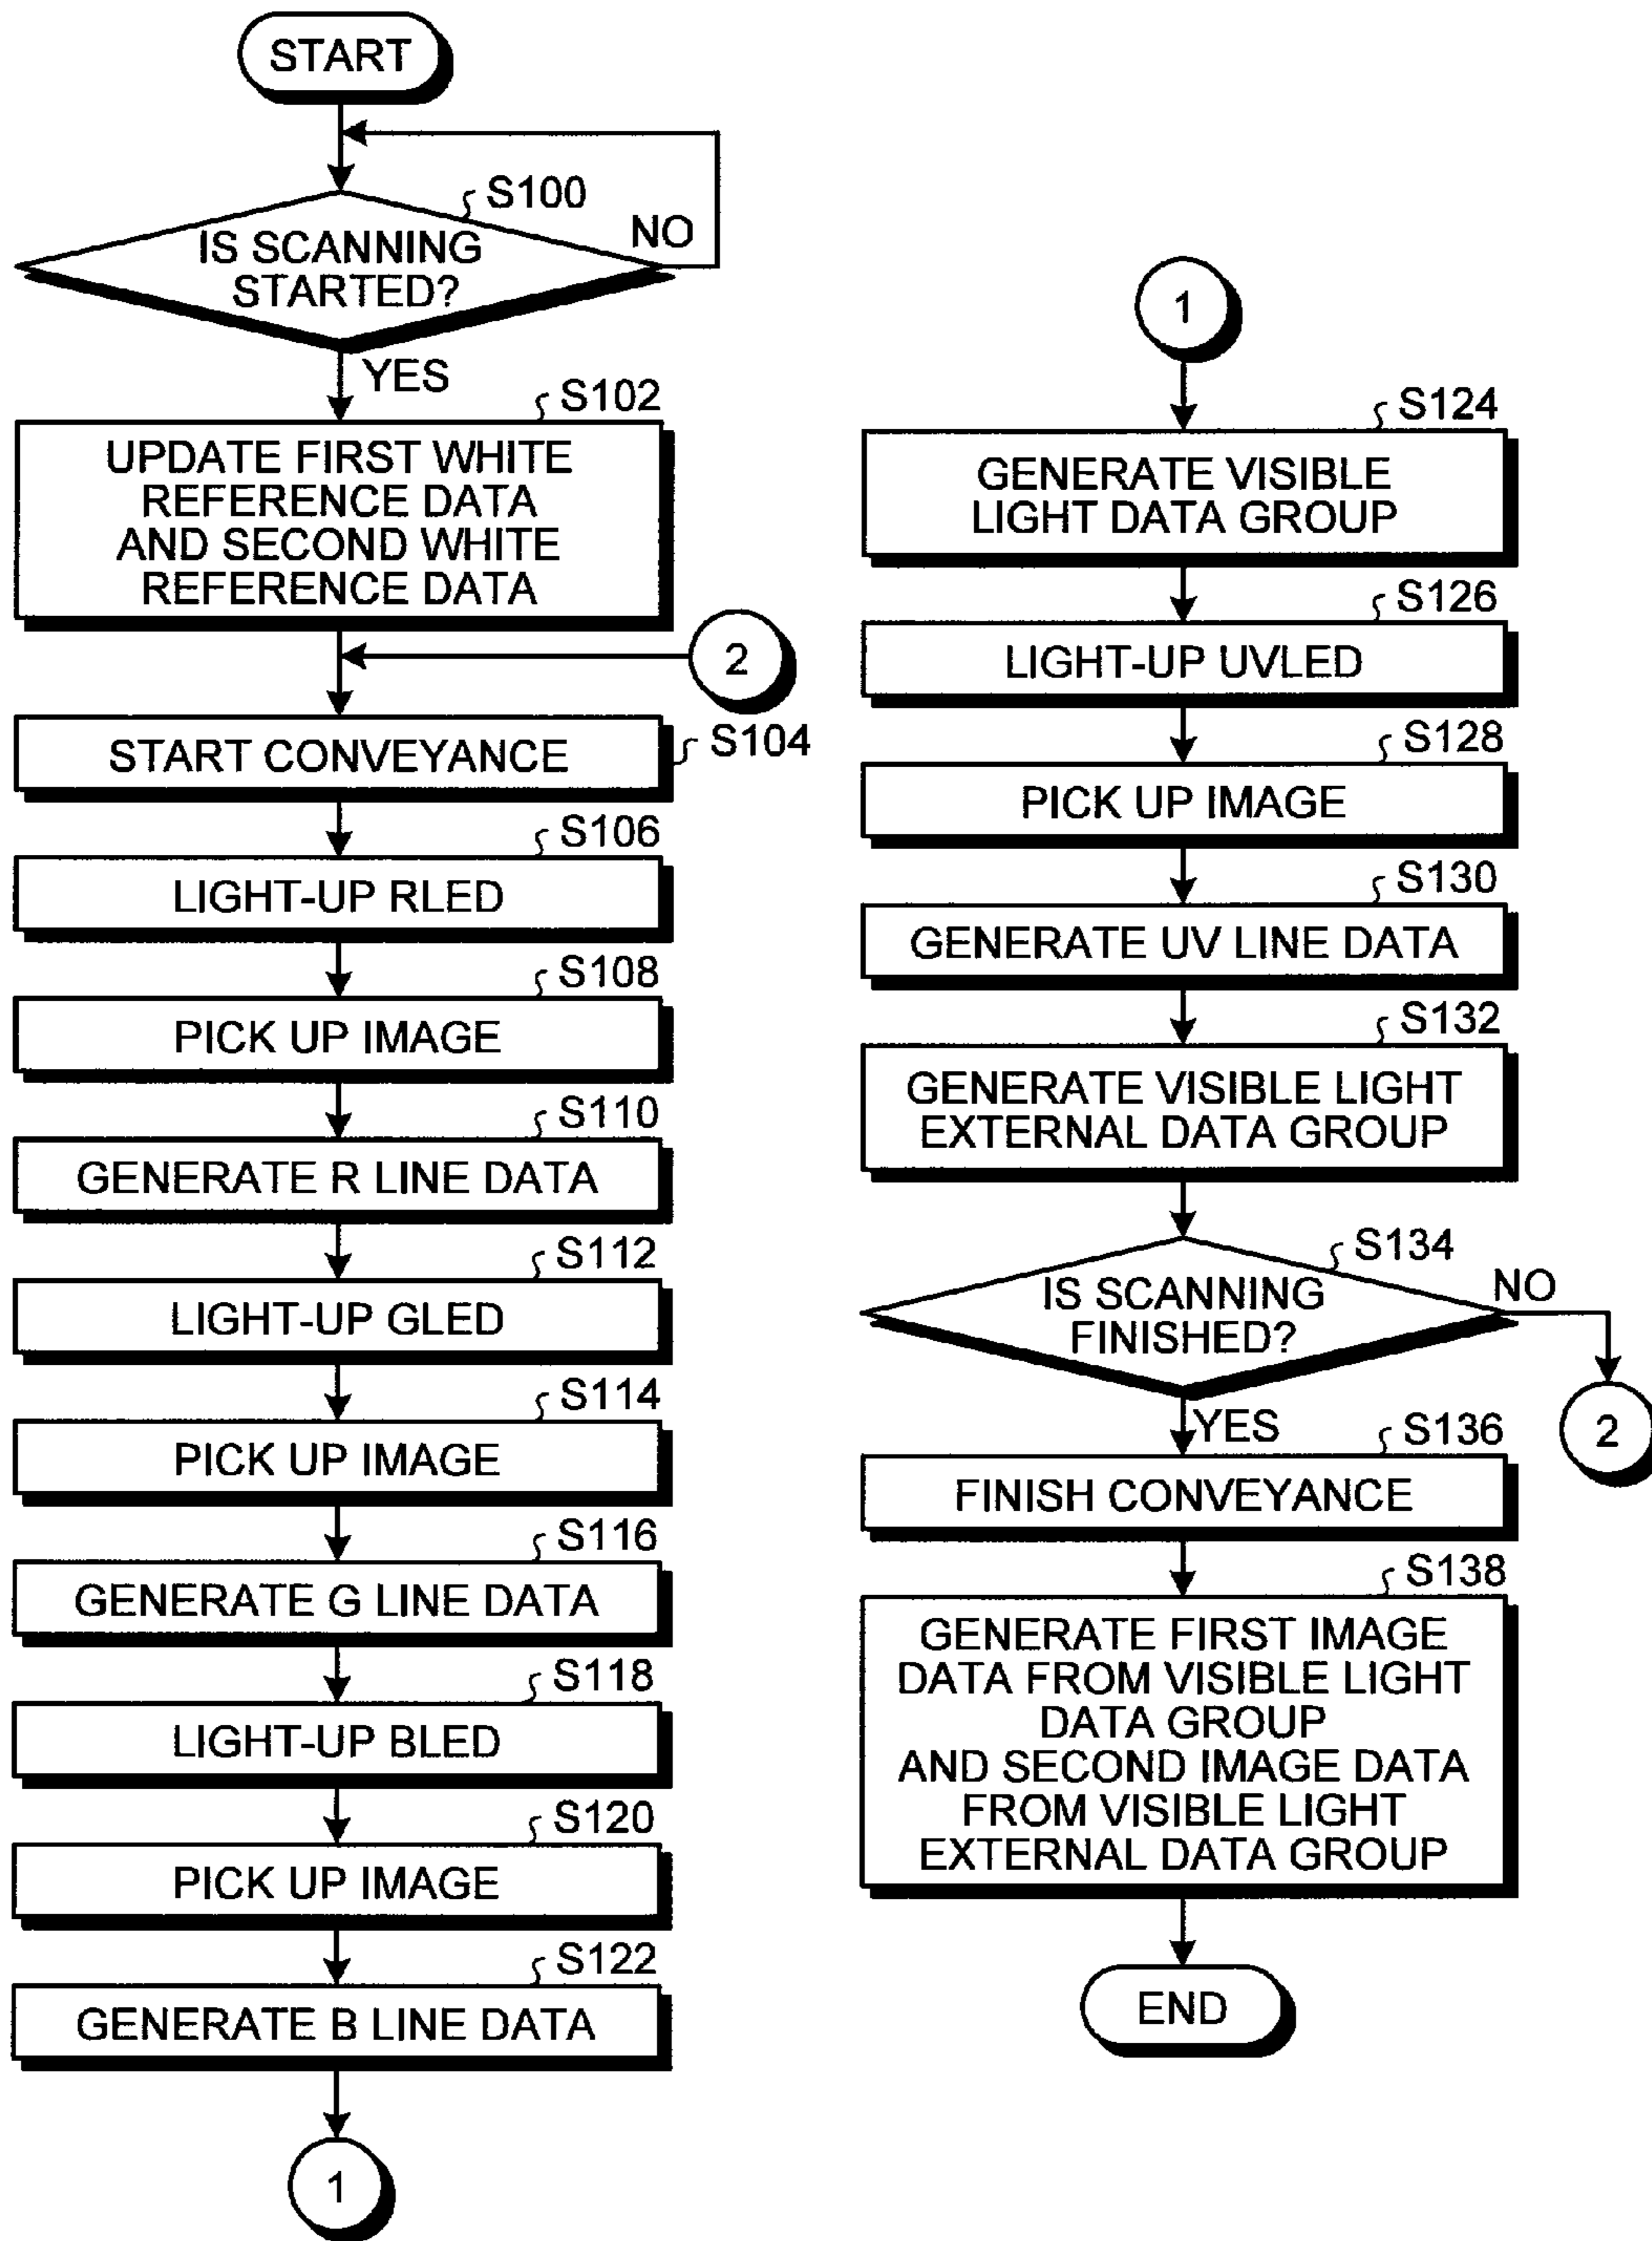 START
S100
IS SCANNING
STARTED?
NO
YES
S102
UPDATE FIRST WHITE
REFERENCE DATA
AND SECOND WHITE
REFERENCE DATA
2
START CONVEYANCE
S104
S106
LIGHT-UP RLED
S108
PICK UP IMAGE
S110
GENERATE R LINE DATA
S112
LIGHT-UP GLED
S114
PICK UP IMAGE
S116
GENERATE G LINE DATA
S118
LIGHT-UP BLED
S120
PICK UP IMAGE
S122
GENERATE B LINE DATA
1
1
S124
GENERATE VISIBLE
LIGHT DATA GROUP
S126
LIGHT-UP UVLED
S128
PICK UP IMAGE
S130
GENERATE UV LINE DATA
S132
GENERATE VISIBLE LIGHT
EXTERNAL DATA GROUP
S134
IS SCANNING
FINISHED?
NO
2
YES
S136
FINISH CONVEYANCE
S138
GENERATE FIRST IMAGE
DATA FROM VISIBLE LIGHT
DATA GROUP
AND SECOND IMAGE DATA
FROM VISIBLE LIGHT
EXTERNAL DATA GROUP
END